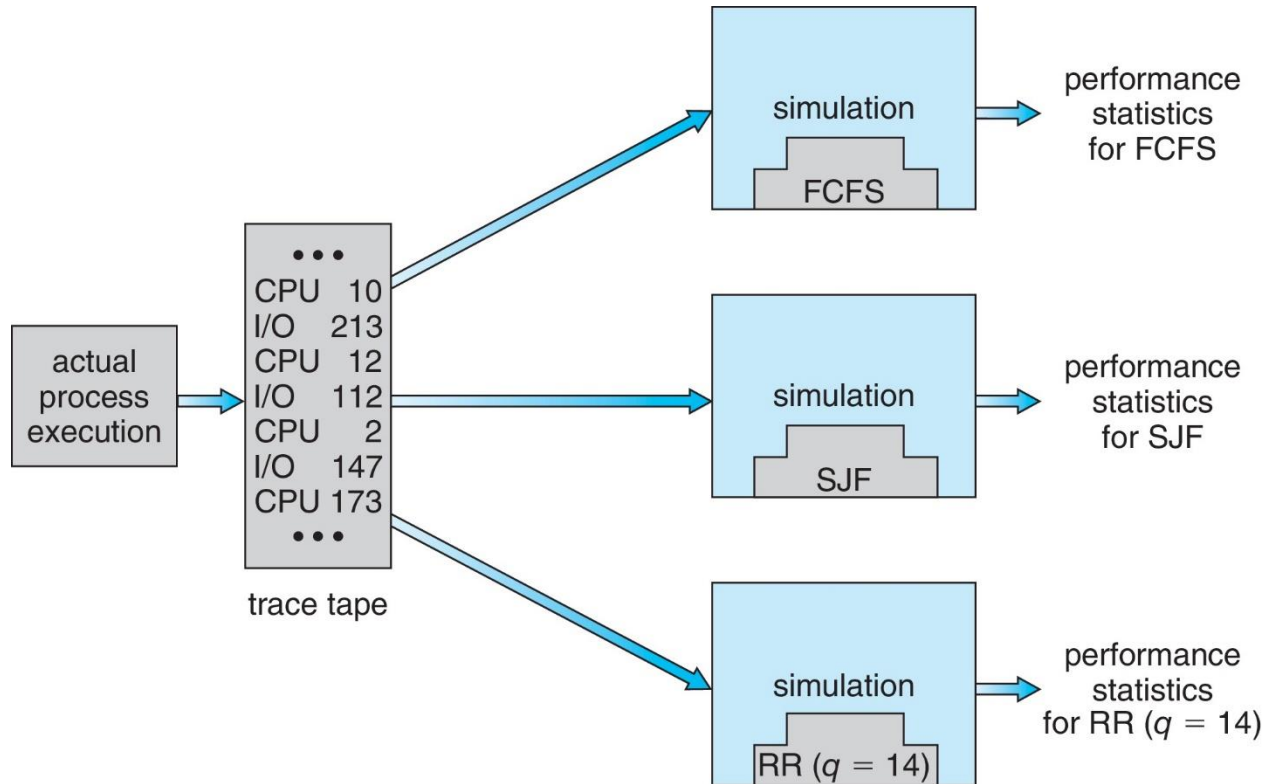 actual
process
execution
• • •
CPU 10
I/O 213
CPU 12
I/O 112
CPU 2
I/O 147
CPU 173
• • •
trace tape
simulation
FCFS
performance
statistics
for FCFS
simulation
SJF
performance
statistics
for SJF
simulation
RR (q = 14)
performance
statistics
for RR (q = 14)